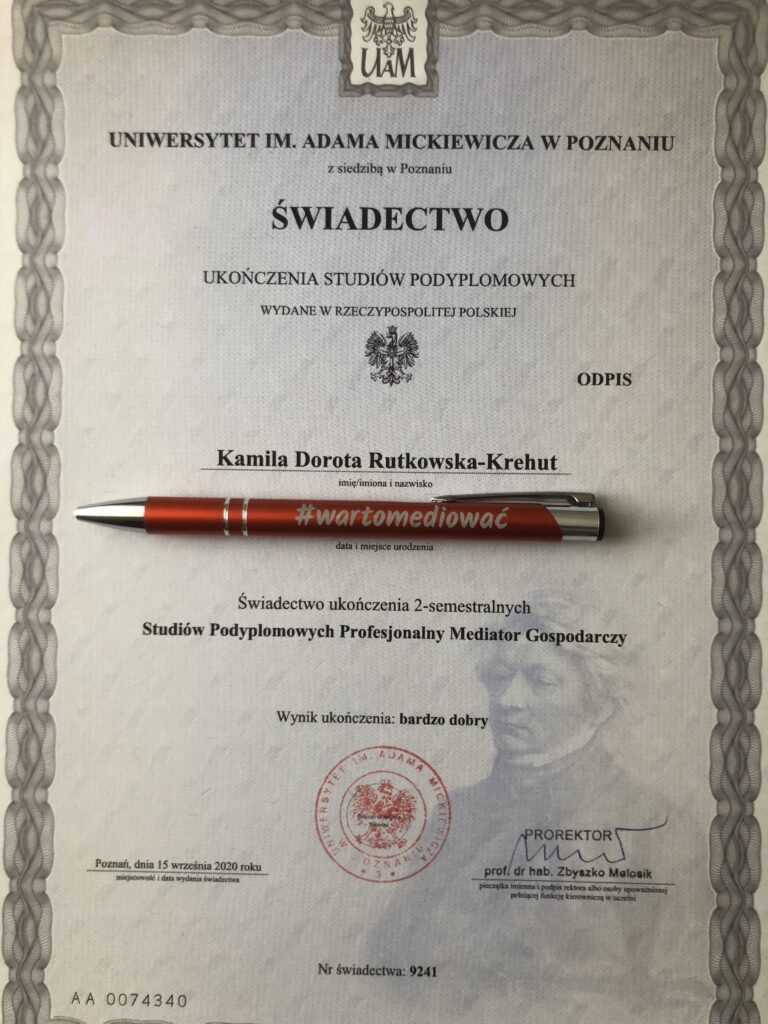 UAM
UNIWERSYTET IM. ADAMA MICKIEWICZA W POZNANIU
z siedzibą w Poznaniu
ŚWIADECTWO
UKOŃCZENIA STUDIÓW PODYPLOMOWYCH
WYDANE W RZECZYPOSPOLITEJ POLSKIEJ
ODPIS
Kamila Dorota Rutkowska-Krehut
imię/imiona i nazwisko
#wartomediować
data i miejsce urodzenia
Świadectwo ukończenia 2-semestralnych
Studiów Podyplomowych Profesjonalny Mediator Gospodarczy
Wynik ukończenia: bardzo dobry
UNIWERSYTET IM. ADAMA MICKIEWICZA W POZNANIU
* 3 *
Poznań, dnia 15 września 2020 roku
miejscowość i data wydania świadectwa
PROREKTOR
prof. dr hab. Zbyszko Melosik
pieczątka imienna i podpis rektora albo osoby upoważnionej
pełniącej funkcję kierowniczą w uczelni
Nr świadectwa: 9241
AA 0074340